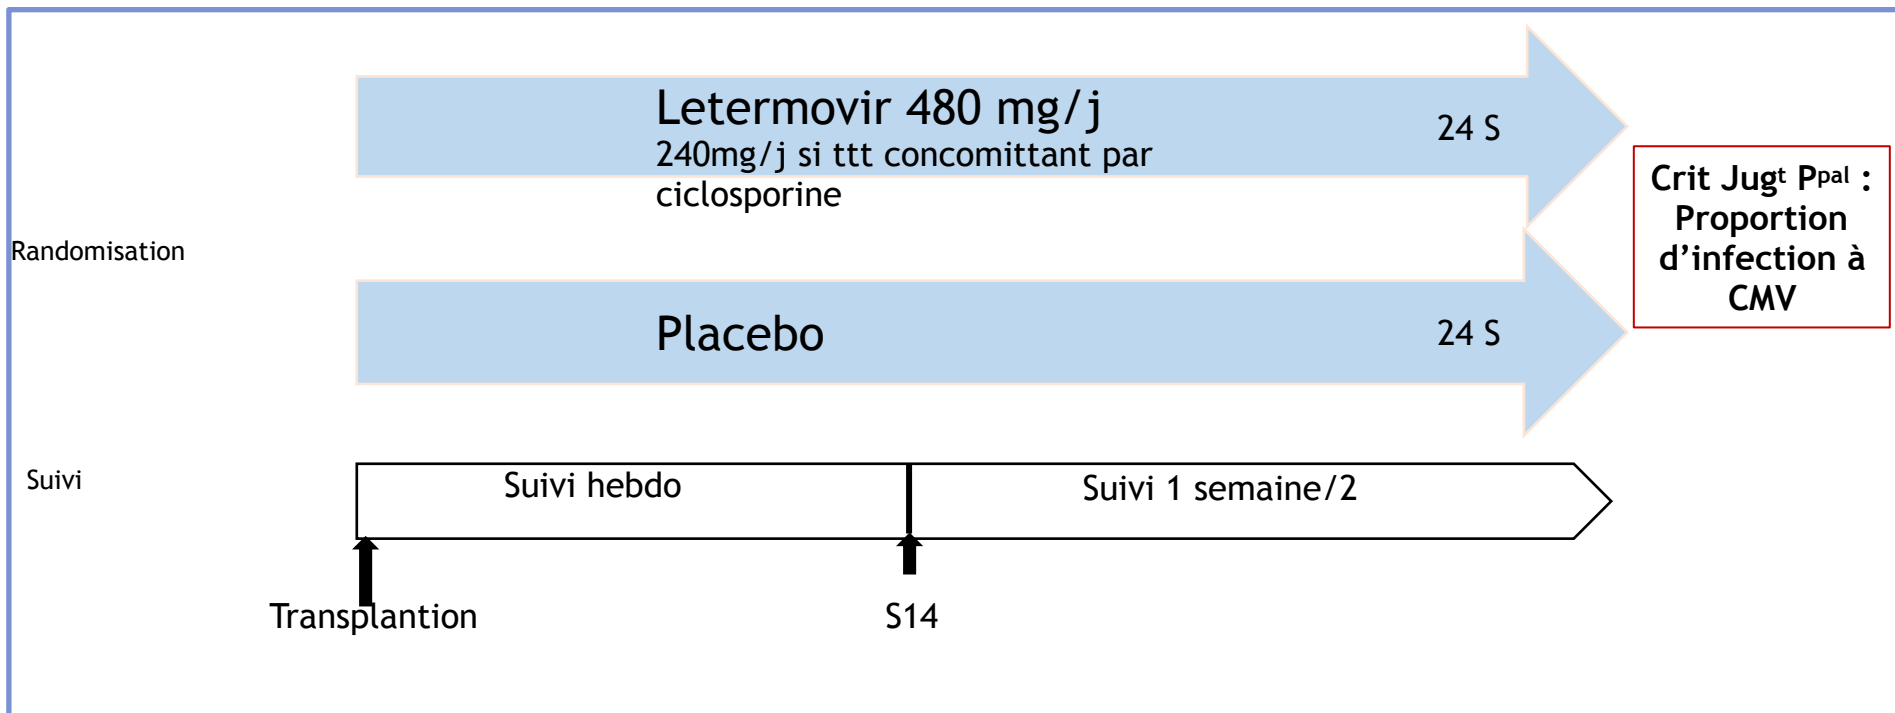 Letermovir 480 mg/j
240mg/j si ttt concomittant par
ciclosporine
24 S
Randomisation
Placebo
24 S
Crit Jugᵗ Pᵖᵃˡ :
Proportion
d’infection à
CMV
Suivi
Suivi hebdo
Suivi 1 semaine/2
Transplantion
S14